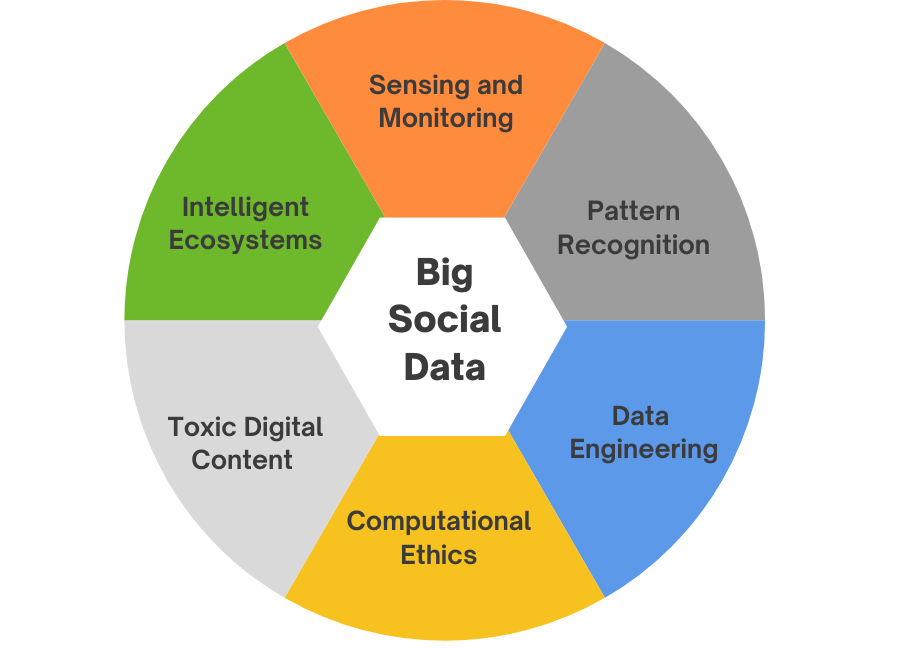 Sensing and
Monitoring
Pattern
Recognition
Data
Engineering
Computational
Ethics
Toxic Digital
Content
Intelligent
Ecosystems
Big
Social
Data